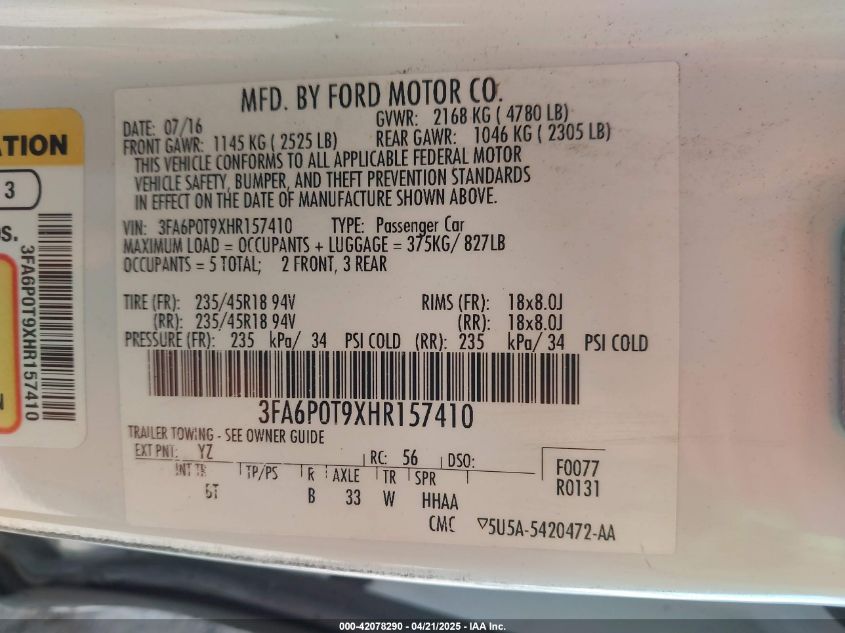 MFD. BY FORD MOTOR CO.
DATE: 07/16 GVWR: 2168 KG ( 4780 LB)
FRONT GAWR: 1145 KG ( 2525 LB) REAR GAWR: 1046 KG ( 2305 LB)
THIS VEHICLE CONFORMS TO ALL APPLICABLE FEDERAL MOTOR
VEHICLE SAFETY, BUMPER, AND THEFT PREVENTION STANDARDS
IN EFFECT ON THE DATE OF MANUFACTURE SHOWN ABOVE.
VIN: 3FA6P0T9XHR157410 TYPE: Passenger Car
MAXIMUM LOAD = OCCUPANTS + LUGGAGE = 375KG/ 827LB
OCCUPANTS = 5 TOTAL; 2 FRONT, 3 REAR
TIRE (FR): 235/45R18 94V RIMS (FR): 18x8.0J
(RR): 235/45R18 94V (RR): 18x8.0J
PRESSURE (FR): 235 kPa/ 34 PSI COLD (RR): 235 kPa/ 34 PSI COLD
3FA6P0T9XHR157410
TRAILER TOWING - SEE OWNER GUIDE
EXT PNT: YZ RC: 56 DSO: F0077
INT TR TP/PS R AXLE TR SPR R0131
6T B 33 W HHAA
CMC ▽5U5A-5420472-AA
ATION
3
S.
3FA6P0T9XHR157410
N
000-42078290 - 04/21/2025 - IAA Inc.